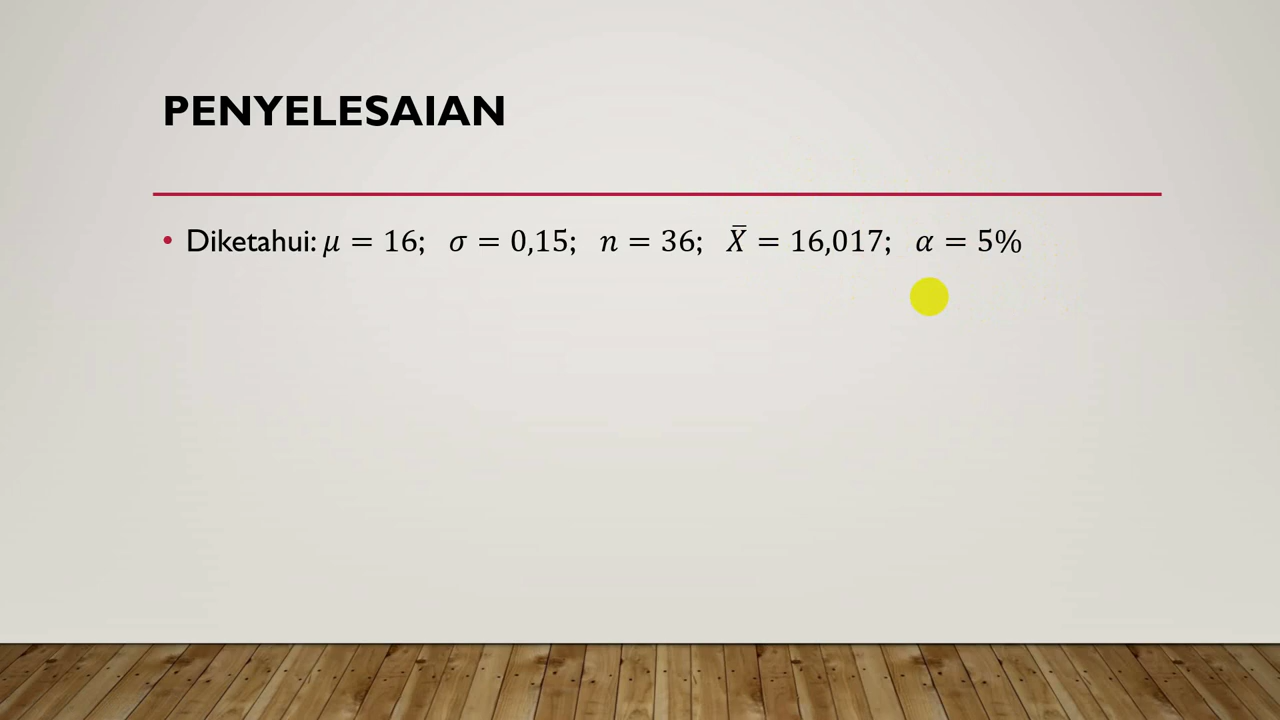 PENYELESAIAN
• Diketahui: 𝜇 = 16; 𝜎 = 0,15; 𝑛 = 36; X̄ = 16,017; 𝛼 = 5%